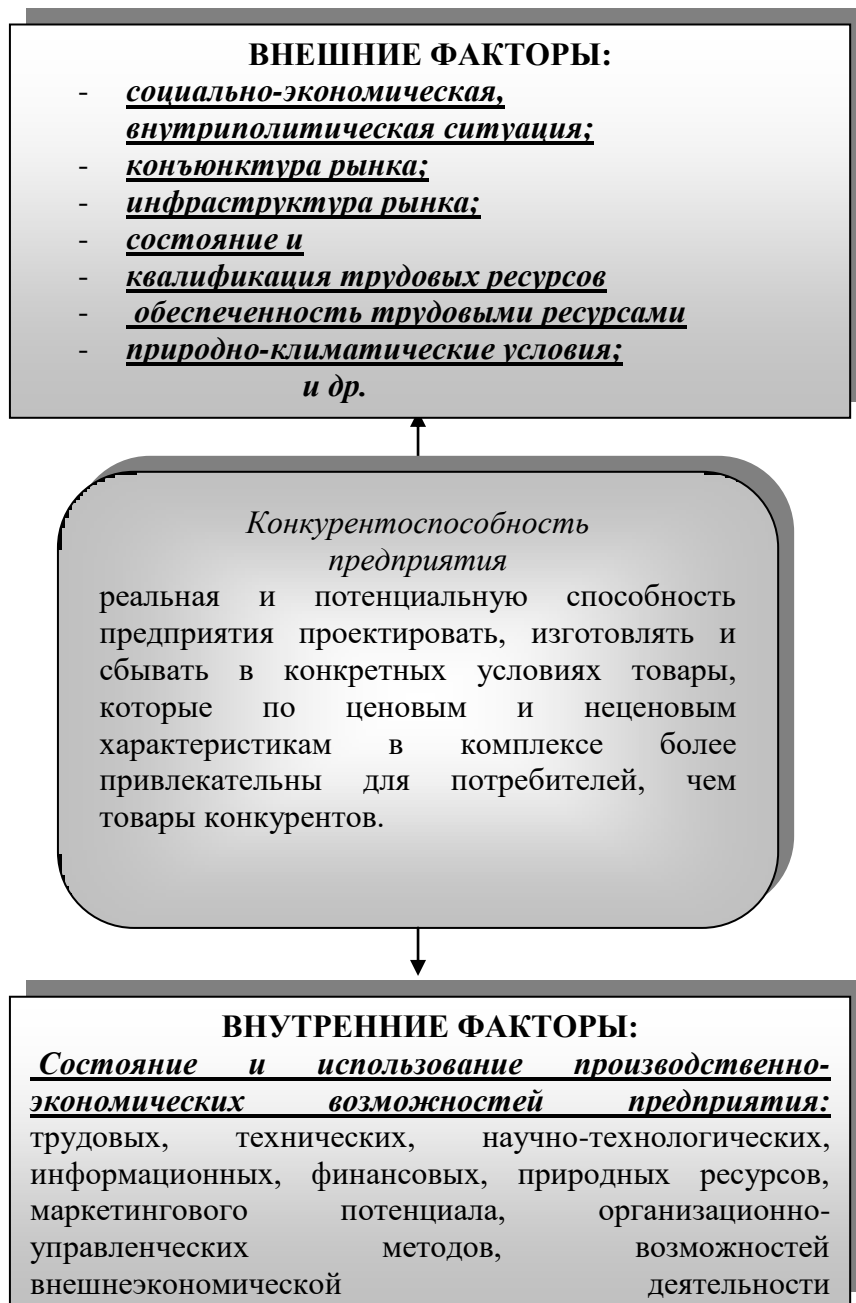 ВНЕШНИЕ ФАКТОРЫ:
- социально-экономическая,
внутриполитическая ситуация;
- конъюнктура рынка;
- инфраструктура рынка;
- состояние и
- квалификация трудовых ресурсов
- обеспеченность трудовыми ресурсами
- природно-климатические условия;
и др.
Конкурентоспособность
предприятия
реальная и потенциальную способность
предприятия проектировать, изготовлять и
сбывать в конкретных условиях товары,
которые по ценовым и неценовым
характеристикам в комплексе более
привлекательны для потребителей, чем
товары конкурентов.
ВНУТРЕННИЕ ФАКТОРЫ:
Состояние и использование производственно-
экономических возможностей предприятия:
трудовых, технических, научно-технологических,
информационных, финансовых, природных ресурсов,
маркетингового потенциала, организационно-
управленческих методов, возможностей
внешнеэкономической деятельности